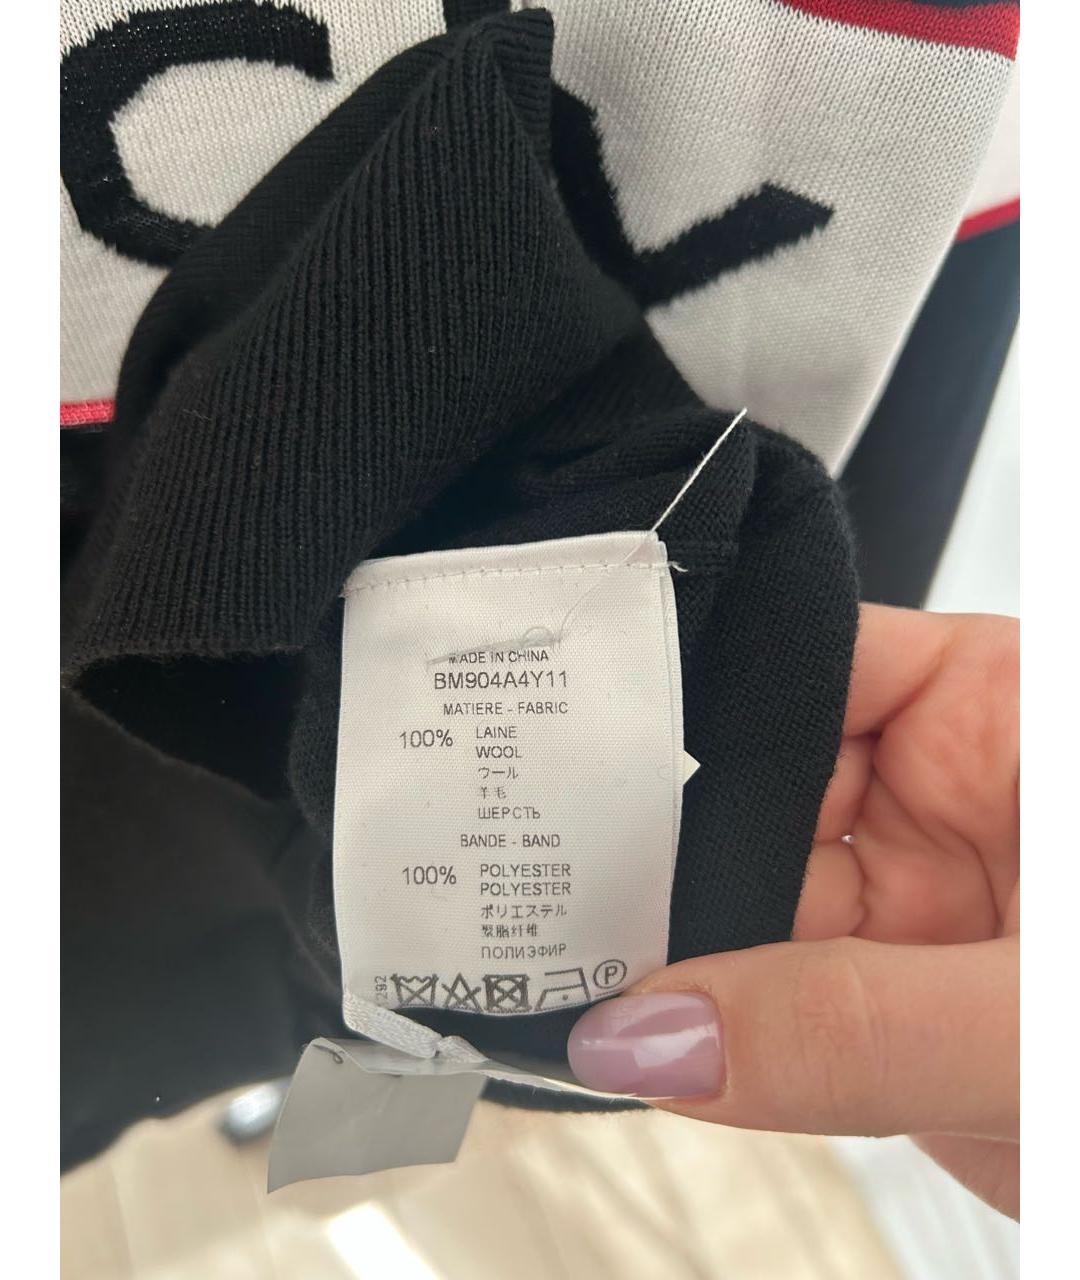 MADE IN CHINA
BM904A4Y11
MATIERE - FABRIC
100% LAINE
WOOL
ウール
羊毛
ШЕРСТЬ
BANDE - BAND
100% POLYESTER
POLYESTER
ポリエステル
聚脂纤维
ПОЛИЭФИР
P